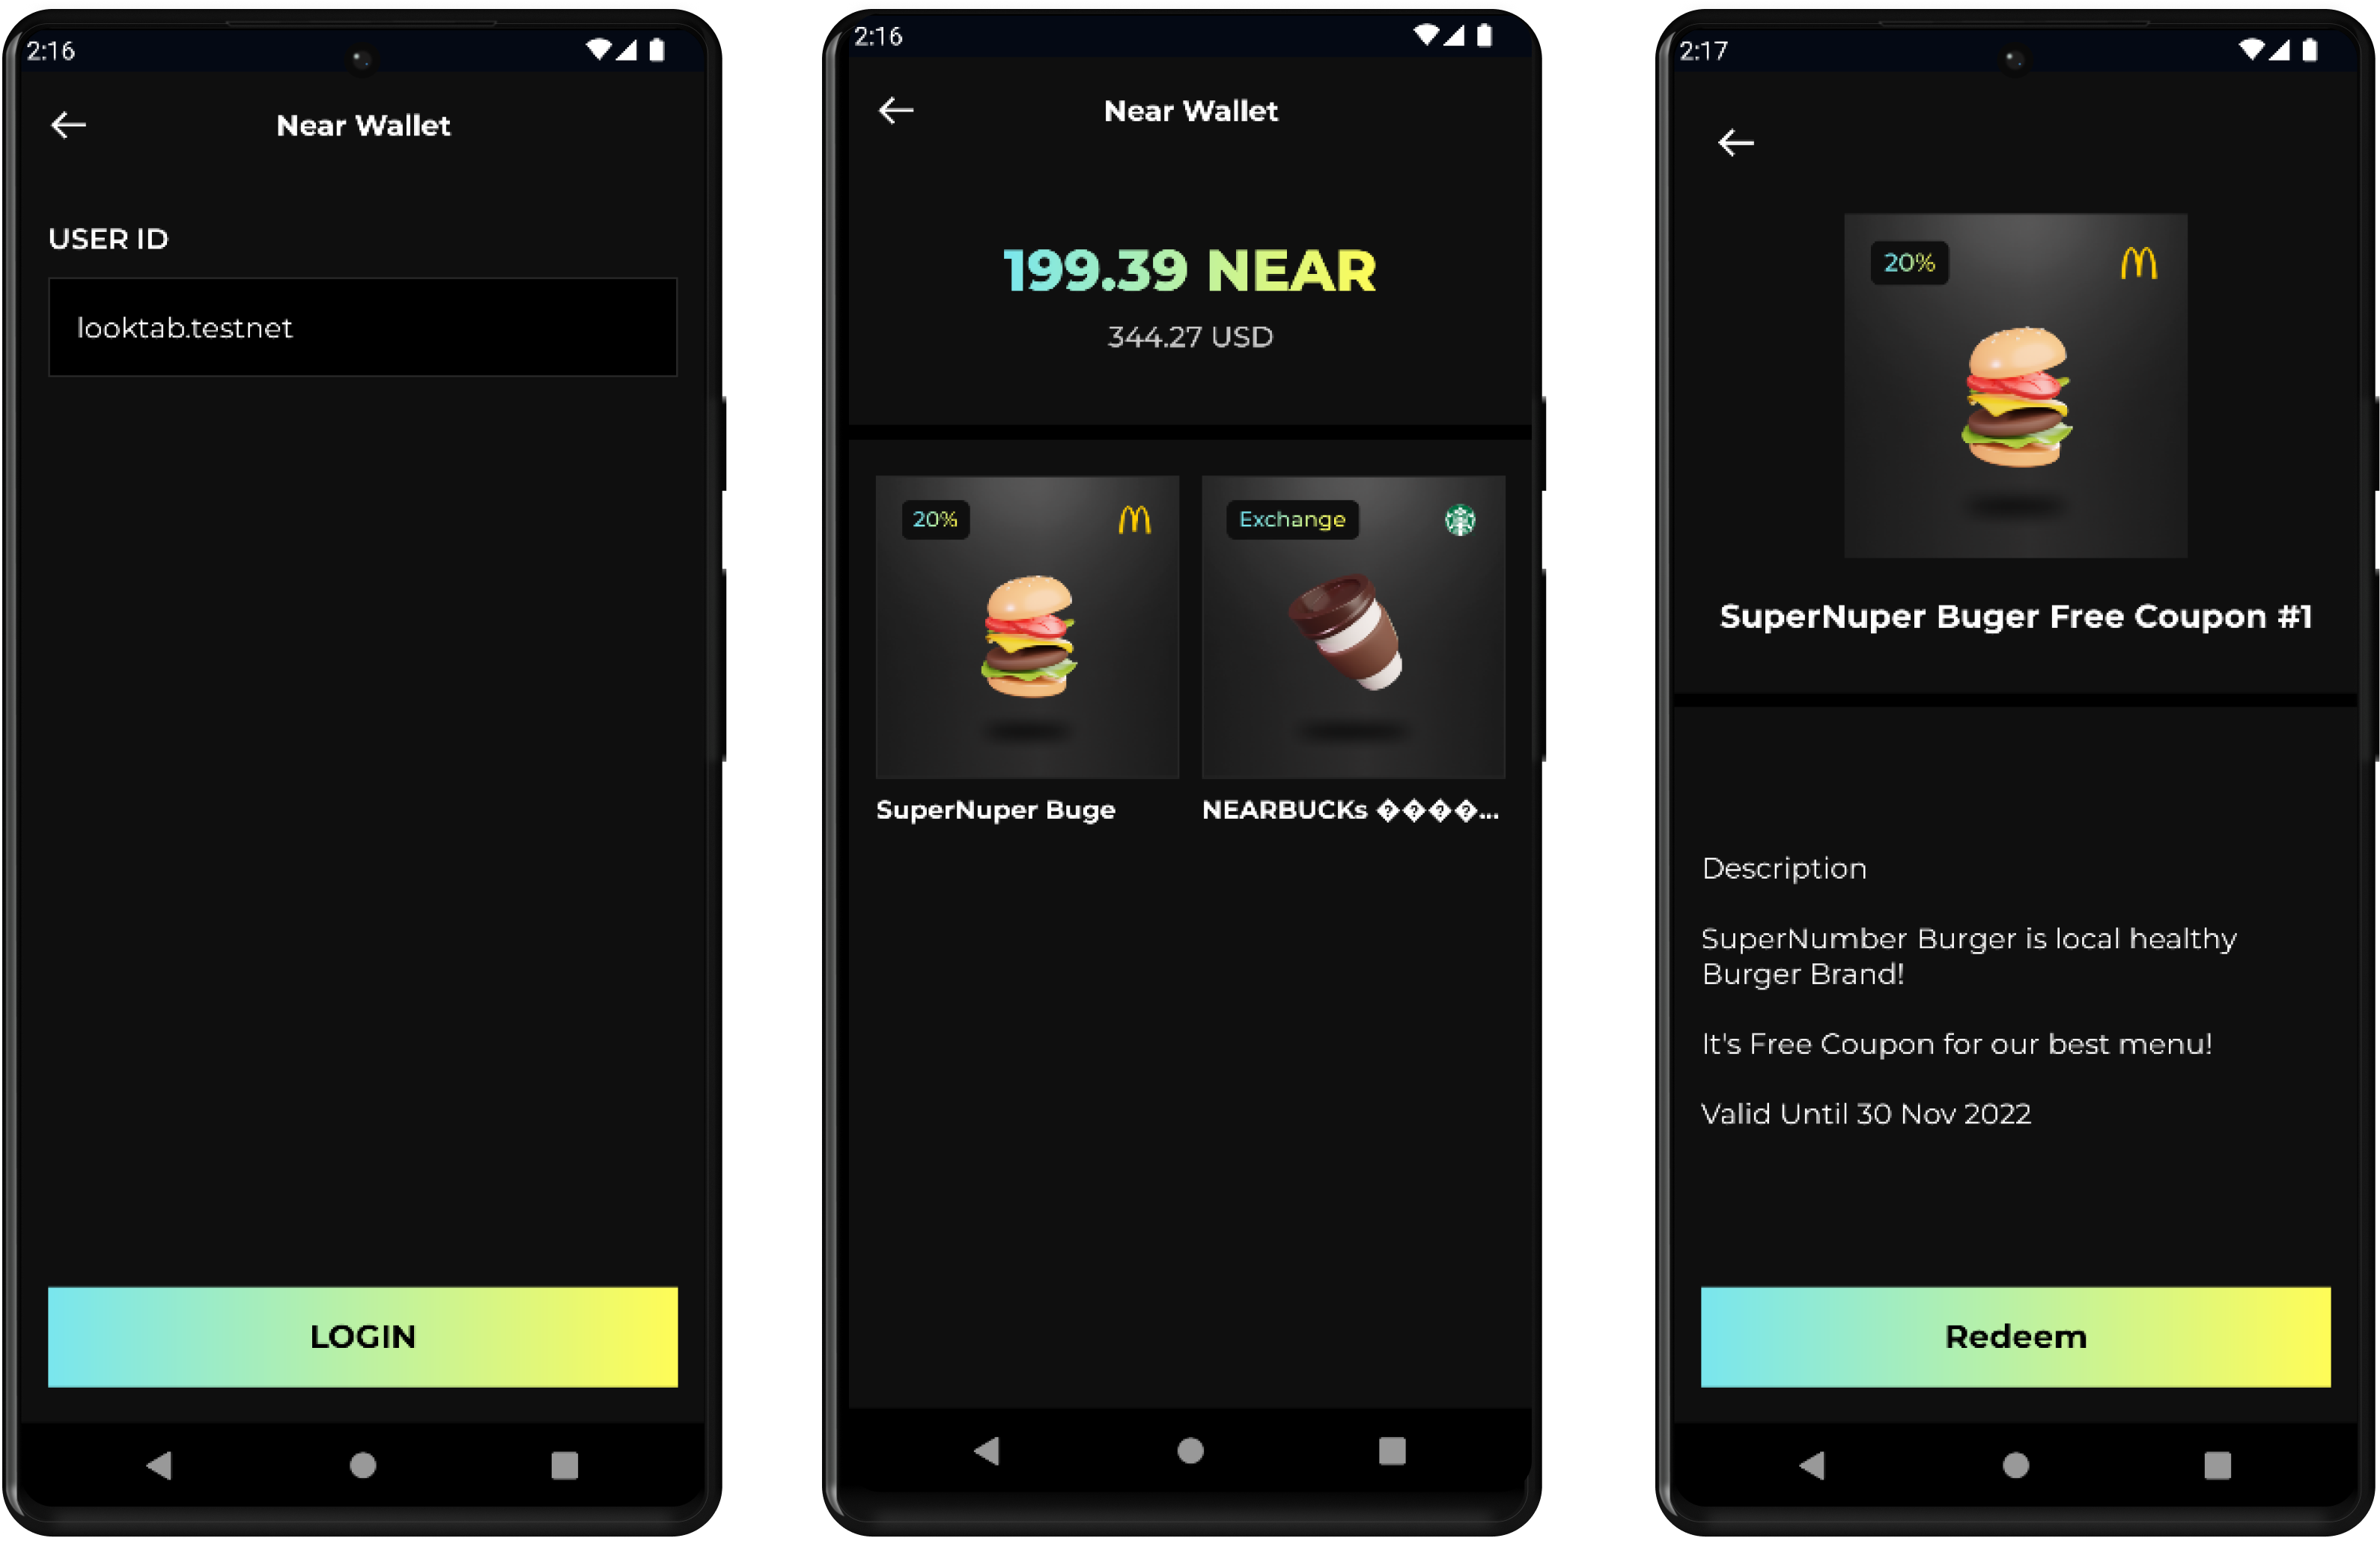 2:16
Near Wallet
USER ID
looktab.testnet
LOGIN
2:16
Near Wallet
199.39 NEAR
344.27 USD
20%
Exchange
SuperNuper Buge
NEARBUCKs ����...
2:17
20%
SuperNuper Buger Free Coupon #1
Description
SuperNumber Burger is local healthy
Burger Brand!
It's Free Coupon for our best menu!
Valid Until 30 Nov 2022
Redeem